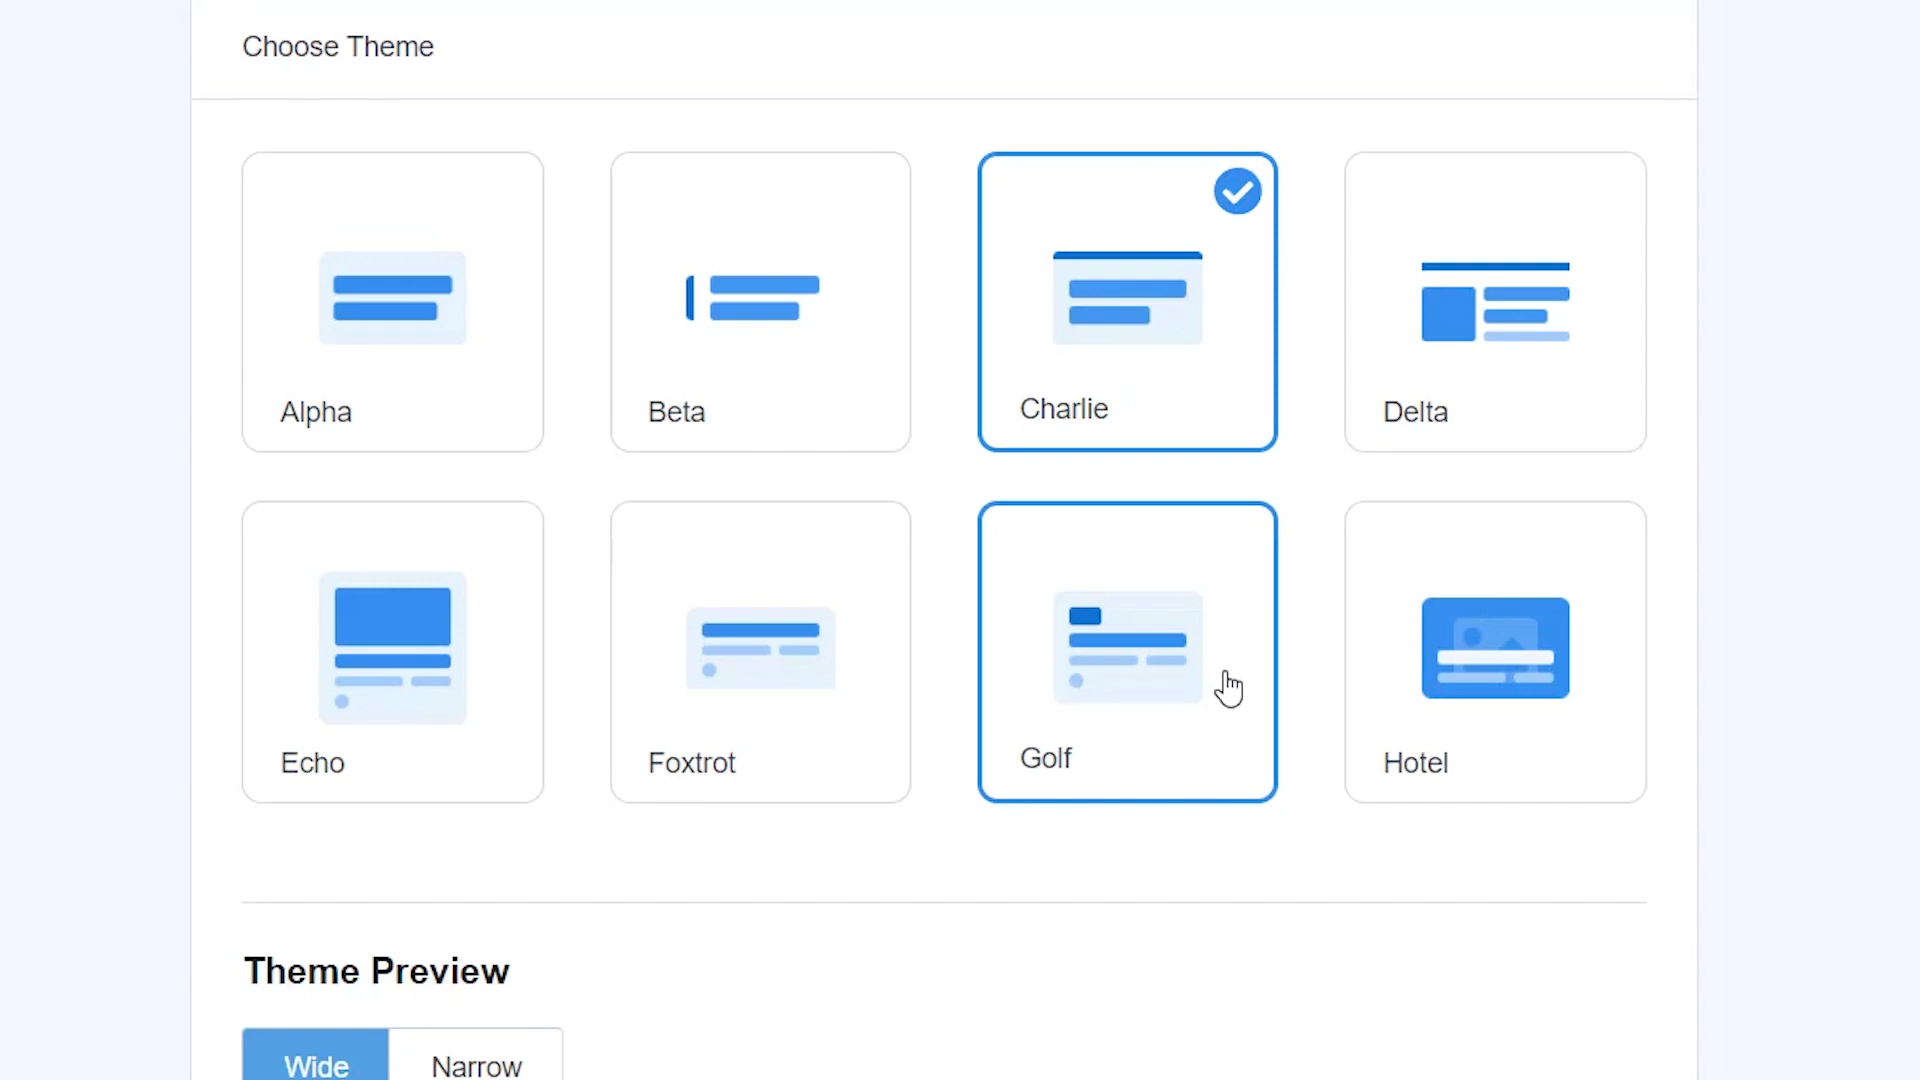 Choose Theme
Alpha
Beta
Charlie
Delta
Echo
Foxtrot
Golf
Hotel
Theme Preview
Wide
Narrow